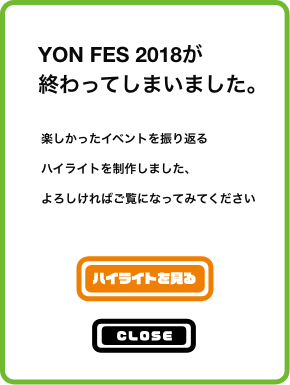 YON FES 2018が
終わってしまいました。
楽しかったイベントを振り返る
ハイライトを制作しました、
よろしければご覧になってみてください
ハイライトを見る
CLOSE